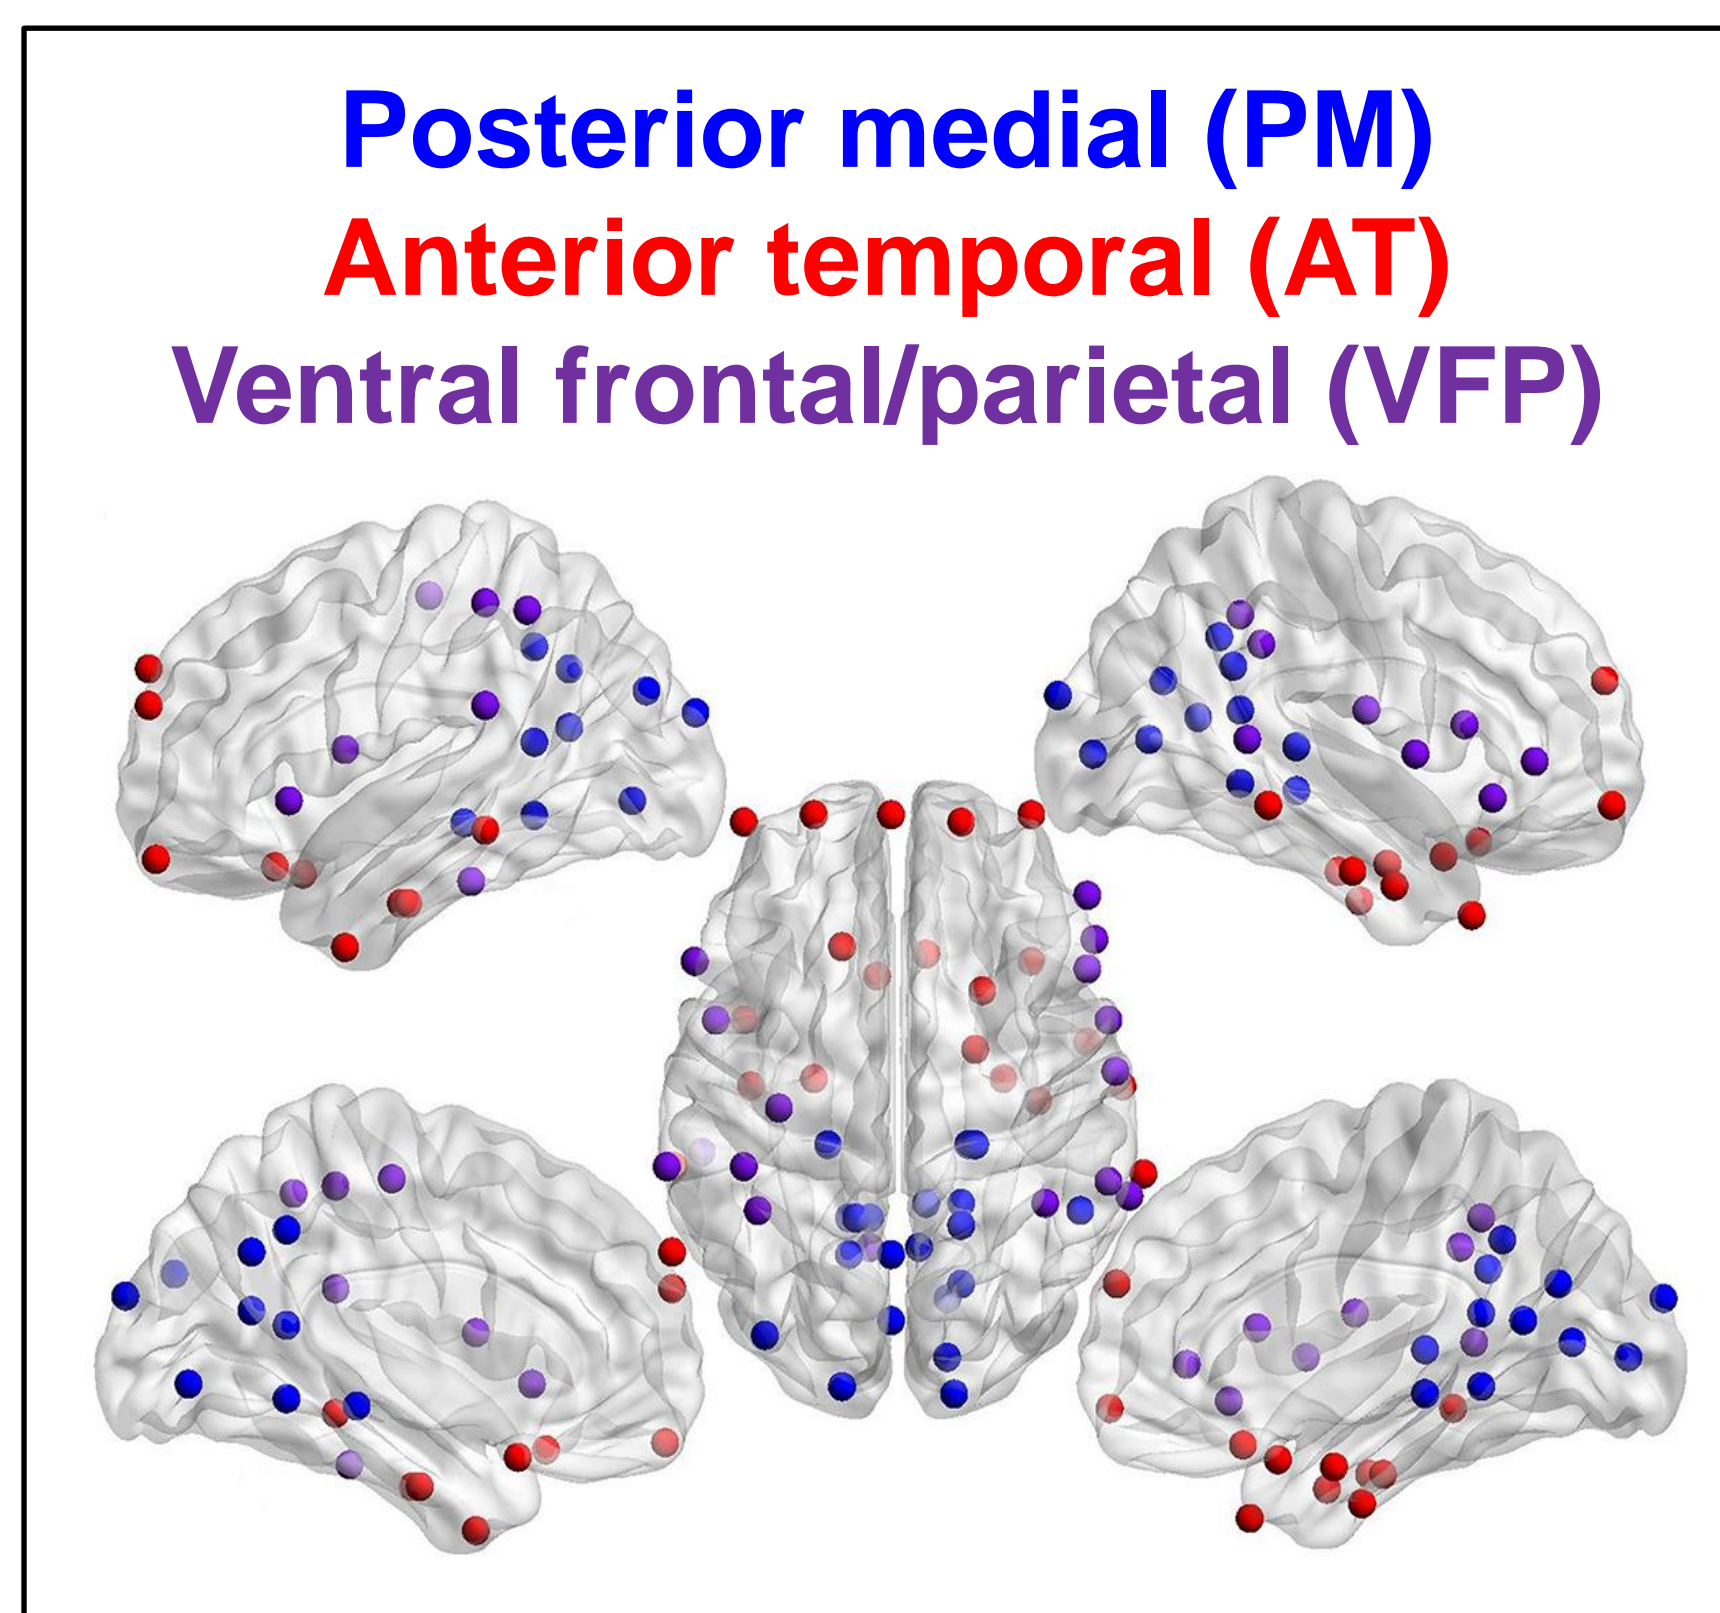 Posterior medial (PM)
Anterior temporal (AT)
Ventral frontal/parietal (VFP)